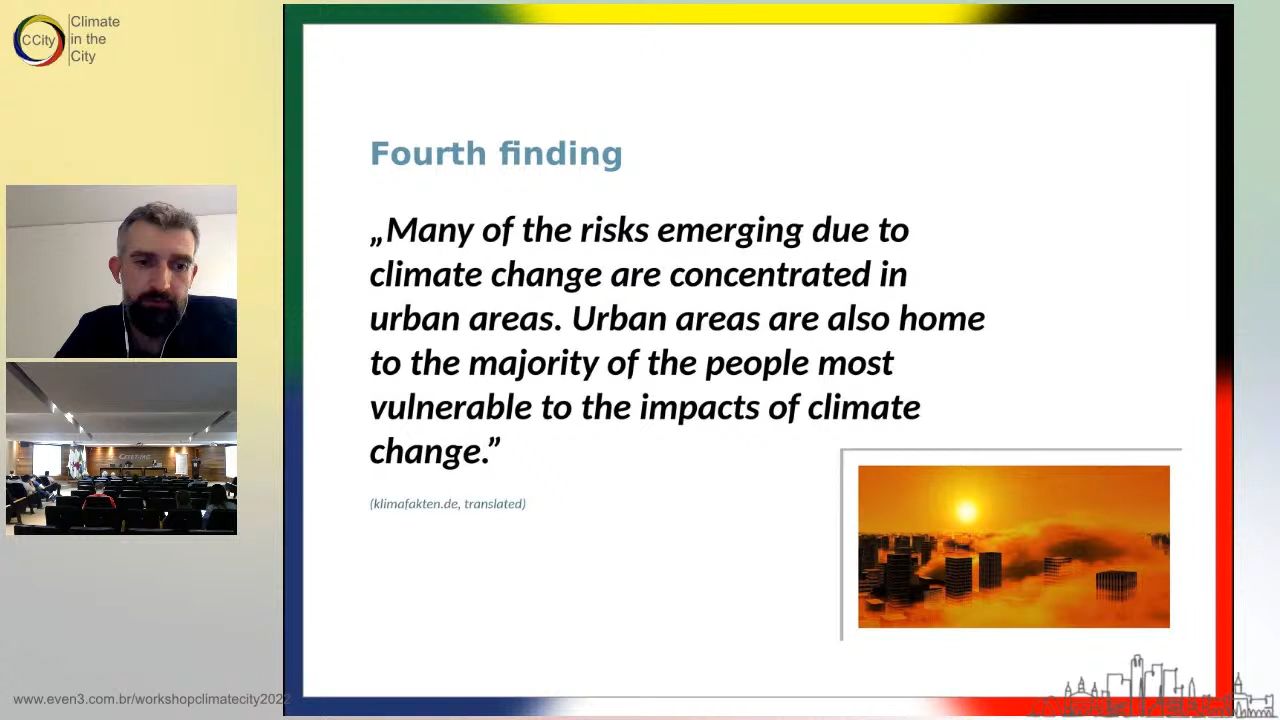 CCity
Climate
in the
City
Fourth finding
„Many of the risks emerging due to
climate change are concentrated in
urban areas. Urban areas are also home
to the majority of the people most
vulnerable to the impacts of climate
change.”
(klimafakten.de, translated)
www.even3.com.br/workshopclimatecity2022